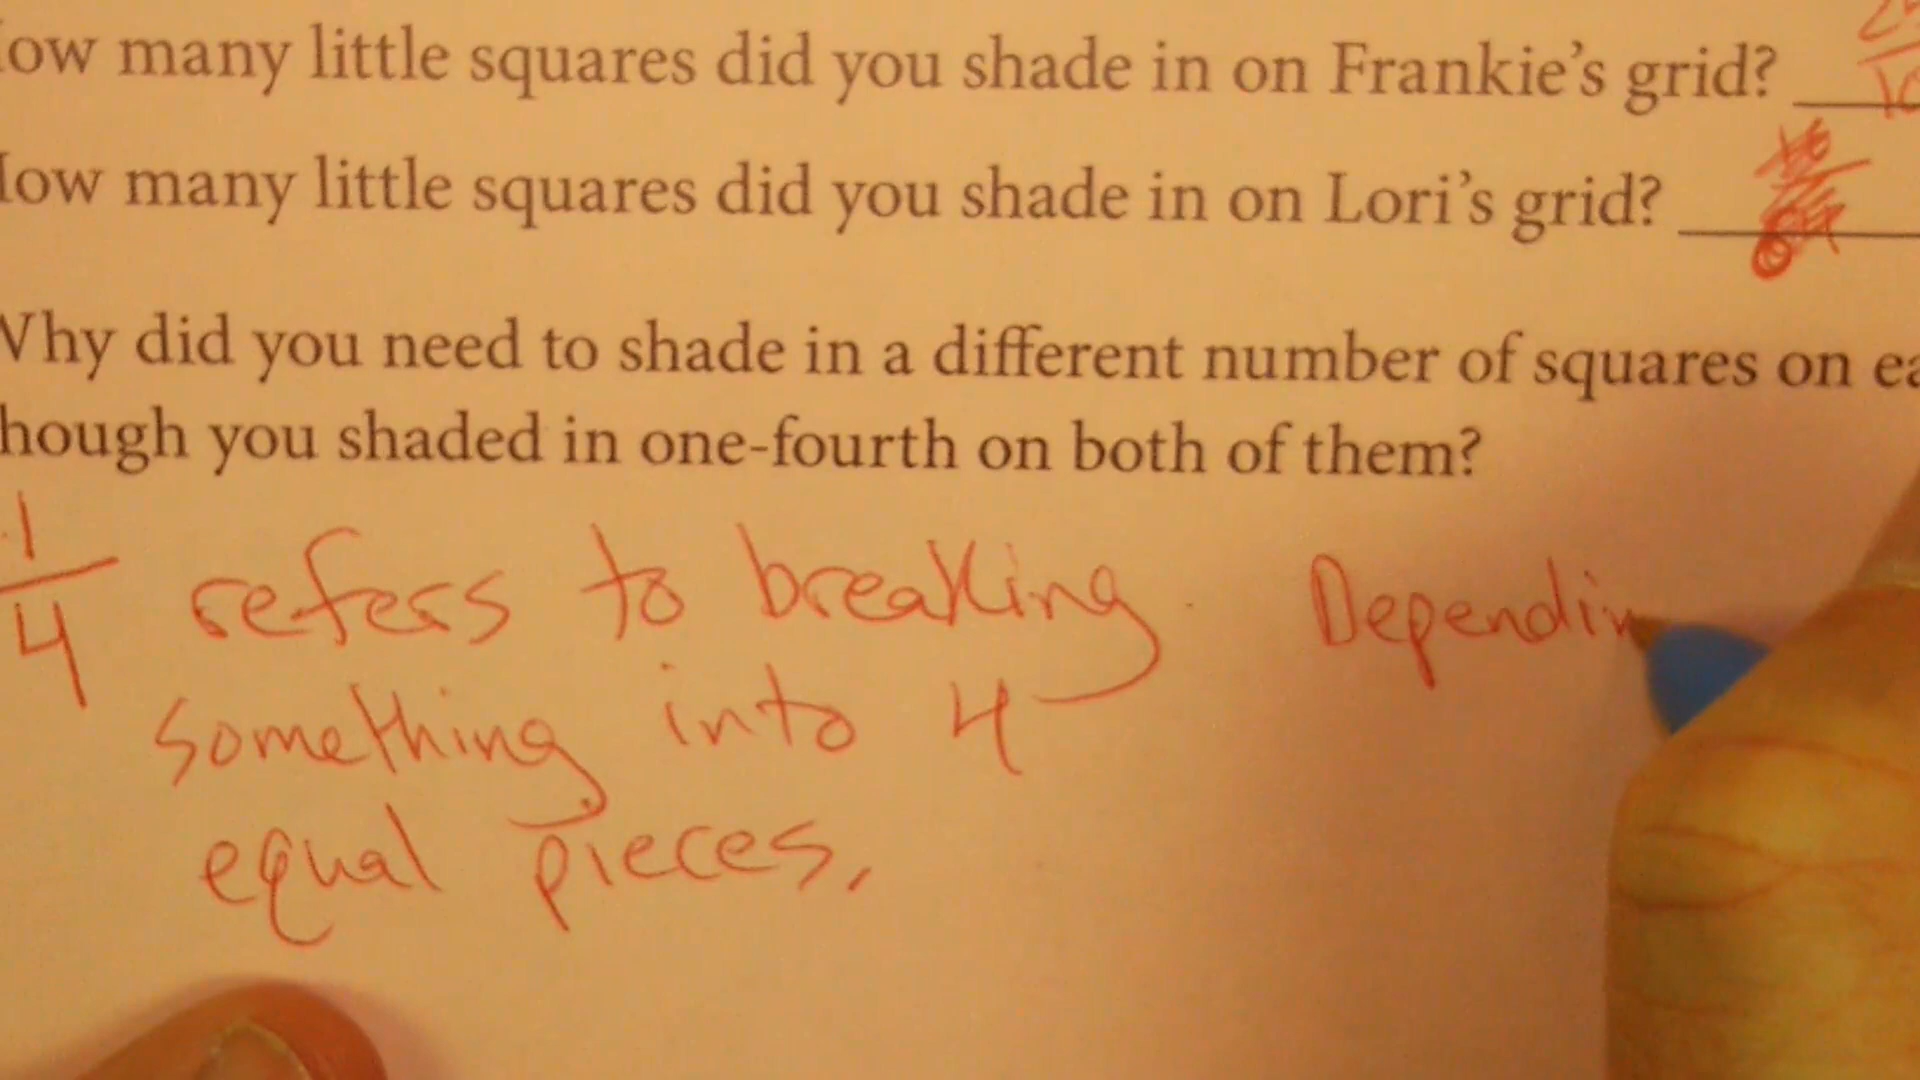 ow many little squares did you shade in on Frankie's grid?
ow many little squares did you shade in on Lori's grid?
Why did you need to shade in a different number of squares on ea
hough you shaded in one-fourth on both of them?
1/4 refers to breaking
something into 4
equal pieces.
Dependin